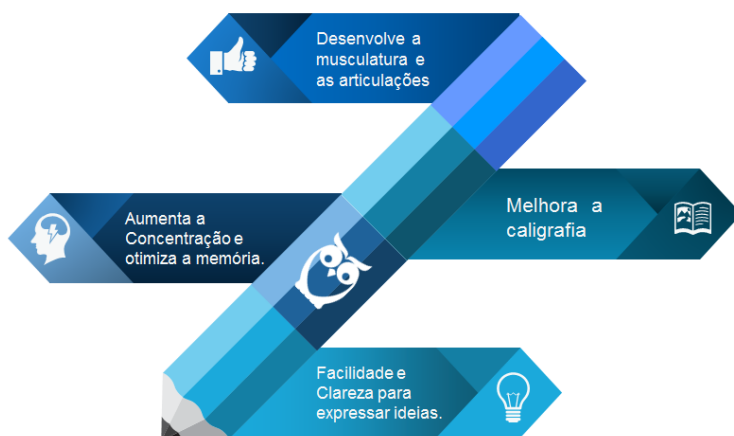 Desenvolve a
musculatura e
as articulações
Aumenta a
Concentração e
otimiza a memória.
Melhora a
caligrafia
Facilidade e
Clareza para
expressar ideias.